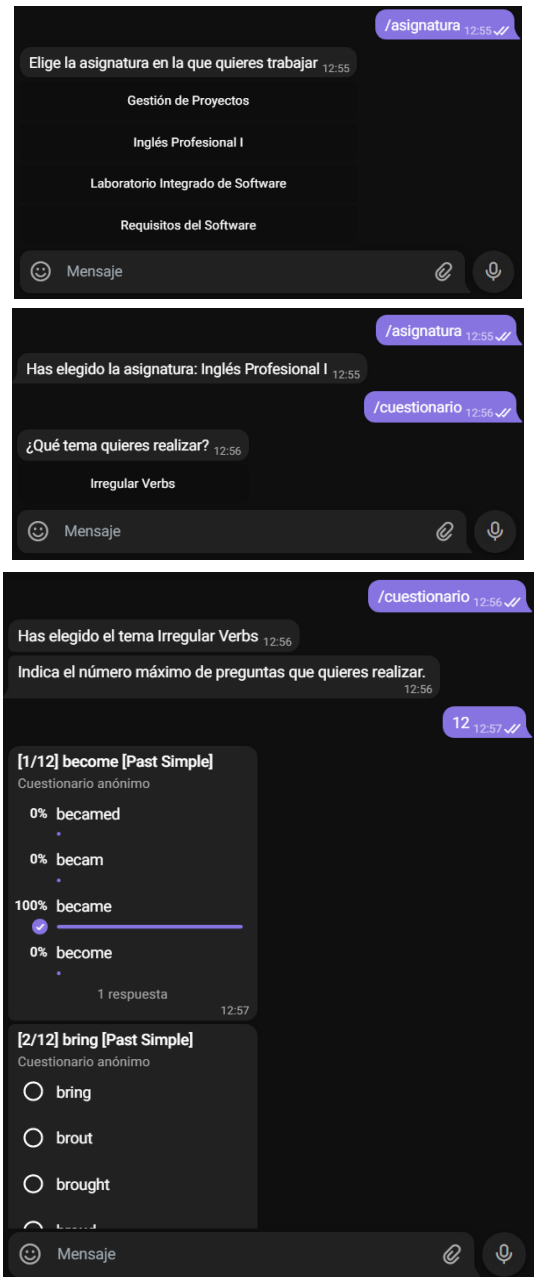 /asignatura 12:55
Elige la asignatura en la que quieres trabajar 12:55
Gestión de Proyectos
Inglés Profesional I
Laboratorio Integrado de Software
Requisitos del Software
Mensaje
/asignatura 12:55
Has elegido la asignatura: Inglés Profesional I 12:55
/cuestionario 12:56
¿Qué tema quieres realizar? 12:56
Irregular Verbs
Mensaje
/cuestionario 12:56
Has elegido el tema Irregular Verbs 12:56
Indica el número máximo de preguntas que quieres realizar.
12:56
12 12:57
[1/12] become [Past Simple]
Cuestionario anónimo
0% becamed
0% becam
100% became
0% become
1 respuesta
12:57
[2/12] bring [Past Simple]
Cuestionario anónimo
bring
brout
brought
Mensaje